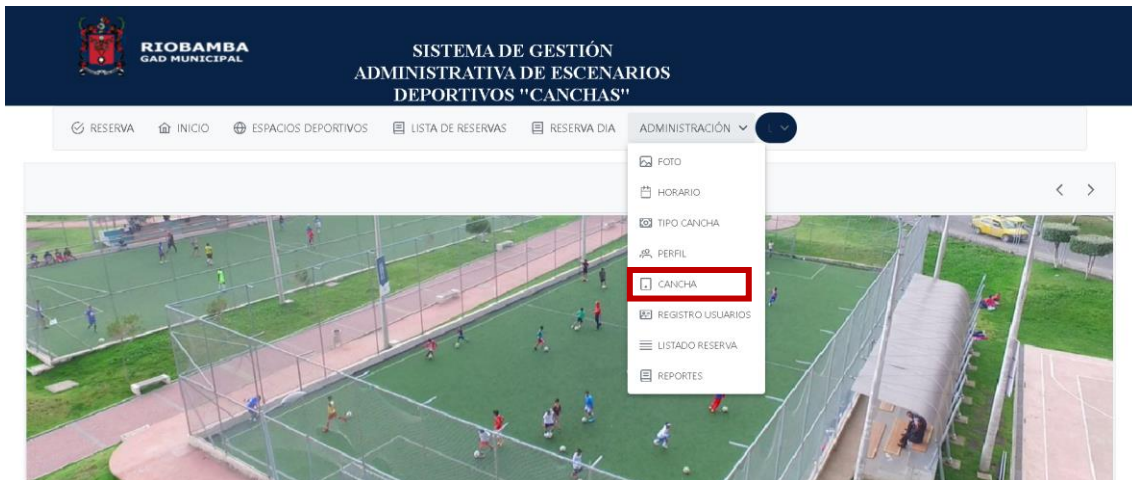 RIOBAMBA
GAD MUNICIPAL
SISTEMA DE GESTIÓN
ADMINISTRATIVA DE ESCENARIOS
DEPORTIVOS "CANCHAS"
RESERVA INICIO ESPACIOS DEPORTIVOS LISTA DE RESERVAS RESERVA DIA ADMINISTRACIÓN
FOTO
HORARIO
TIPO CANCHA
PERFIL
CANCHA
REGISTRO USUARIOS
LISTADO RESERVA
REPORTES